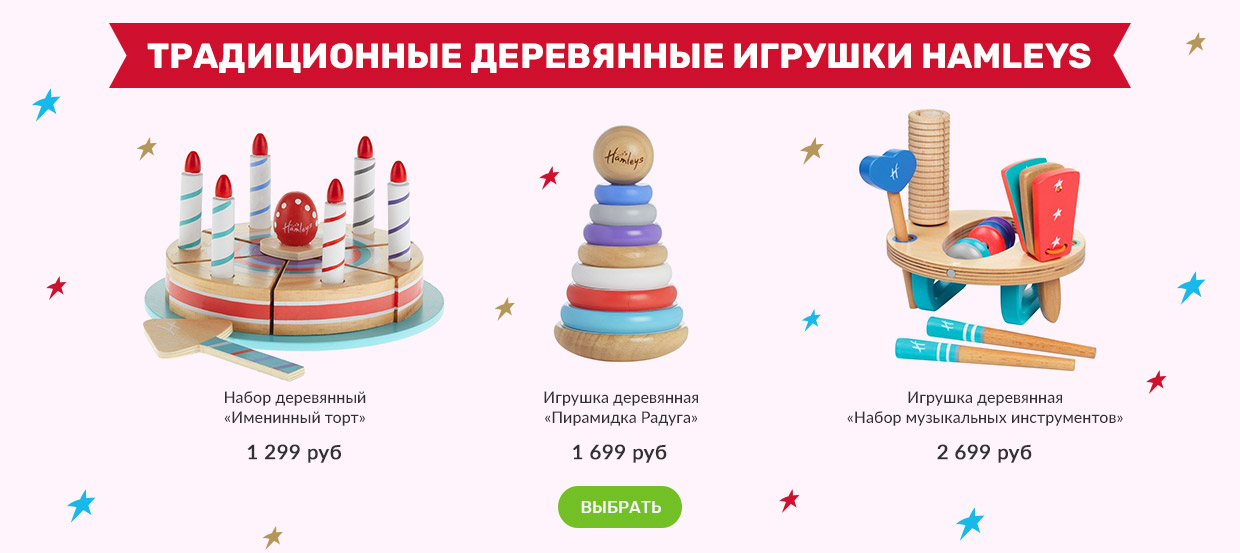 ТРАДИЦИОННЫЕ ДЕРЕВЯННЫЕ ИГРУШКИ HAMLEYS
Hamleys
Hamleys
H
H
H
H
Набор деревянный
«Именинный торт»
1 299 руб
Игрушка деревянная
«Пирамидка Радуга»
1 699 руб
Игрушка деревянная
«Набор музыкальных инструментов»
2 699 руб
ВЫБРАТЬ